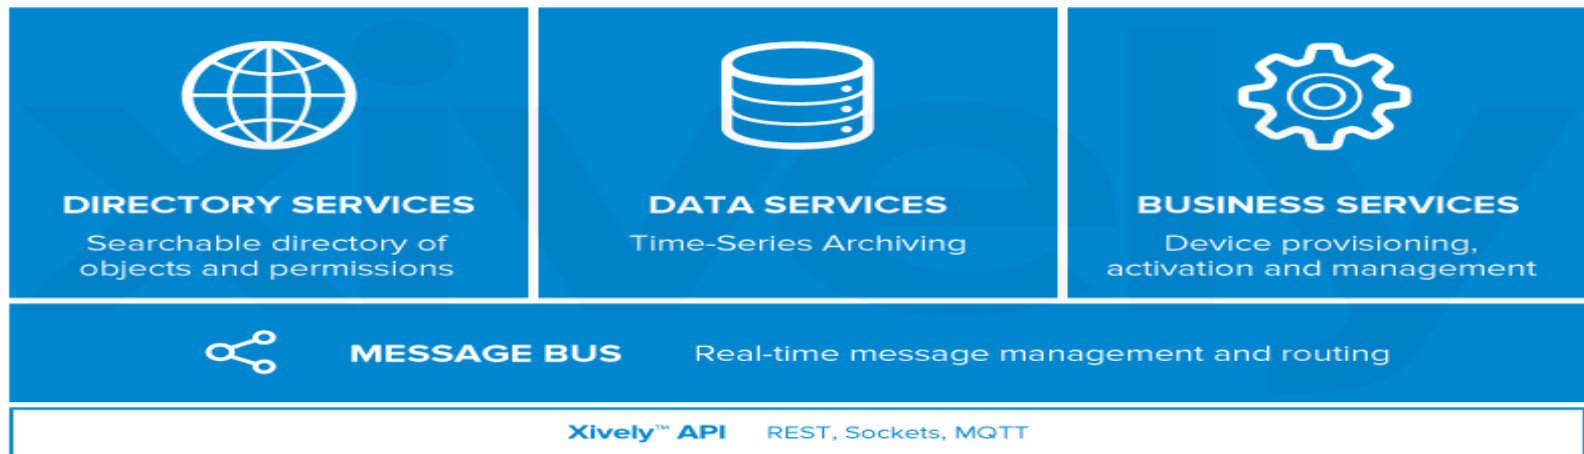 DIRECTORY SERVICES
Searchable directory of
objects and permissions
DATA SERVICES
Time-Series Archiving
BUSINESS SERVICES
Device provisioning,
activation and management
MESSAGE BUS Real-time message management and routing
Xively™ API REST, Sockets, MQTT
xively